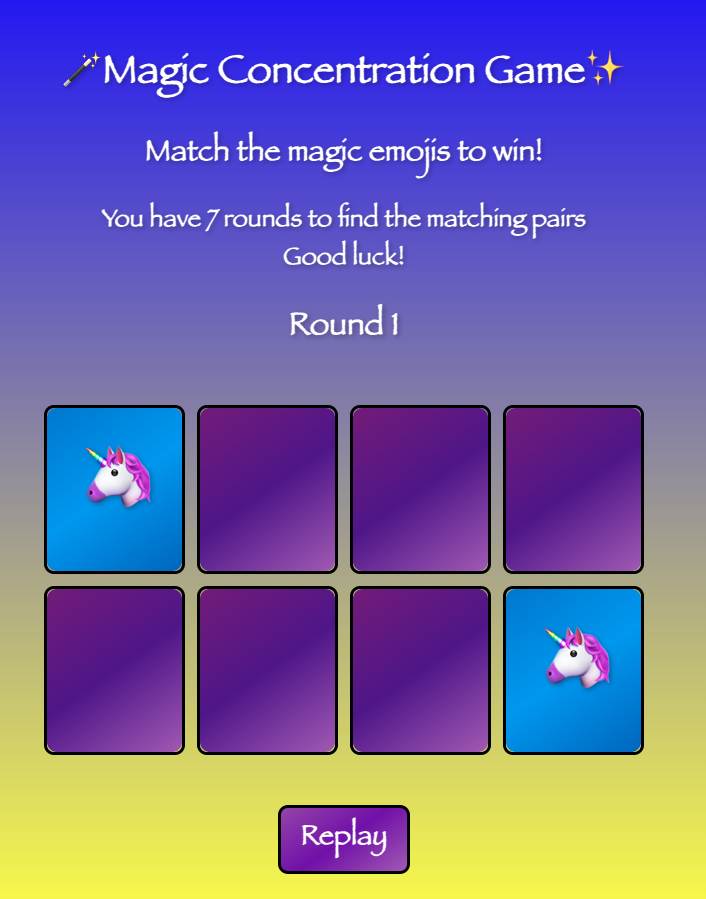 🪄Magic Concentration Game✨
Match the magic emojis to win!
You have 7 rounds to find the matching pairs
Good luck!
Round 1
Replay